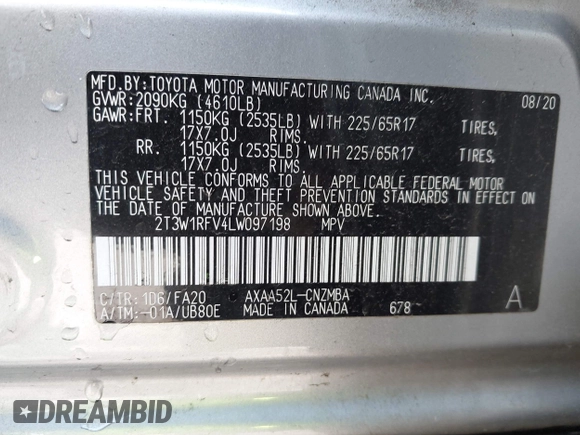 MFD.BY:TOYOTA MOTOR MANUFACTURING CANADA INC. 08/20
GVWR:2090KG (4610LB)
GAWR:FRT. 1150KG (2535LB) WITH 225/65R17 TIRES,
17X7.0J RIMS.
RR. 1150KG (2535LB) WITH 225/65R17 TIRES,
17X7.0J RIMS.
THIS VEHICLE CONFORMS TO ALL APPLICABLE FEDERAL MOTOR
VEHICLE SAFETY AND THEFT PREVENTION STANDARDS IN EFFECT ON
THE DATE OF MANUFACTURE SHOWN ABOVE.
2T3W1RFV4LW097198 MPV
C/TR:1D6/FA20 AXAA52L-CNZMBA
A/TM:-01A/UB80E MADE IN CANADA 678 A
DREAMBID